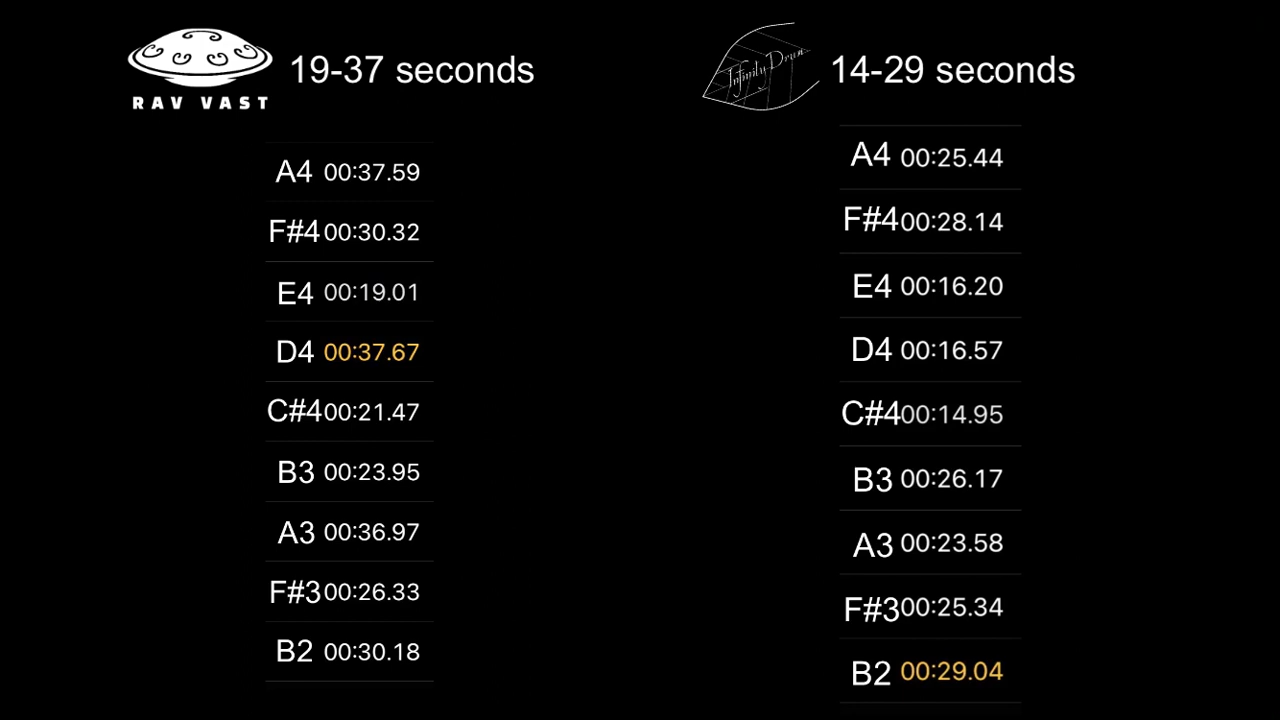 RAV VAST
19-37 seconds
A4 00:37.59
F#4 00:30.32
E4 00:19.01
D4 00:37.67
C#4 00:21.47
B3 00:23.95
A3 00:36.97
F#3 00:26.33
B2 00:30.18
Infinity Drum
14-29 seconds
A4 00:25.44
F#4 00:28.14
E4 00:16.20
D4 00:16.57
C#4 00:14.95
B3 00:26.17
A3 00:23.58
F#3 00:25.34
B2 00:29.04